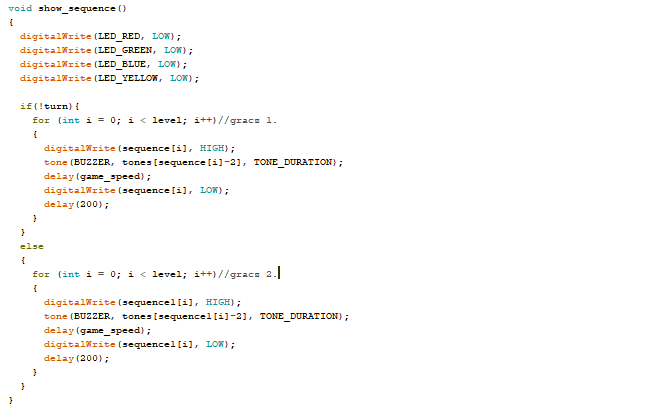 void show_sequence()
{
digitalWrite(LED_RED, LOW);
digitalWrite(LED_GREEN, LOW);
digitalWrite(LED_BLUE, LOW);
digitalWrite(LED_YELLOW, LOW);
if(!turn){
for (int i = 0; i < level; i++)//gracz 1.
{
digitalWrite(sequence[i], HIGH);
tone(BUZZER, tones[sequence[i]-2], TONE_DURATION);
delay(game_speed);
digitalWrite(sequence[i], LOW);
delay(200);
}
}
else
{
for (int i = 0; i < level; i++)//gracz 2.
{
digitalWrite(sequence1[i], HIGH);
tone(BUZZER, tones[sequence1[i]-2], TONE_DURATION);
delay(game_speed);
digitalWrite(sequence1[i], LOW);
delay(200);
}
}
}